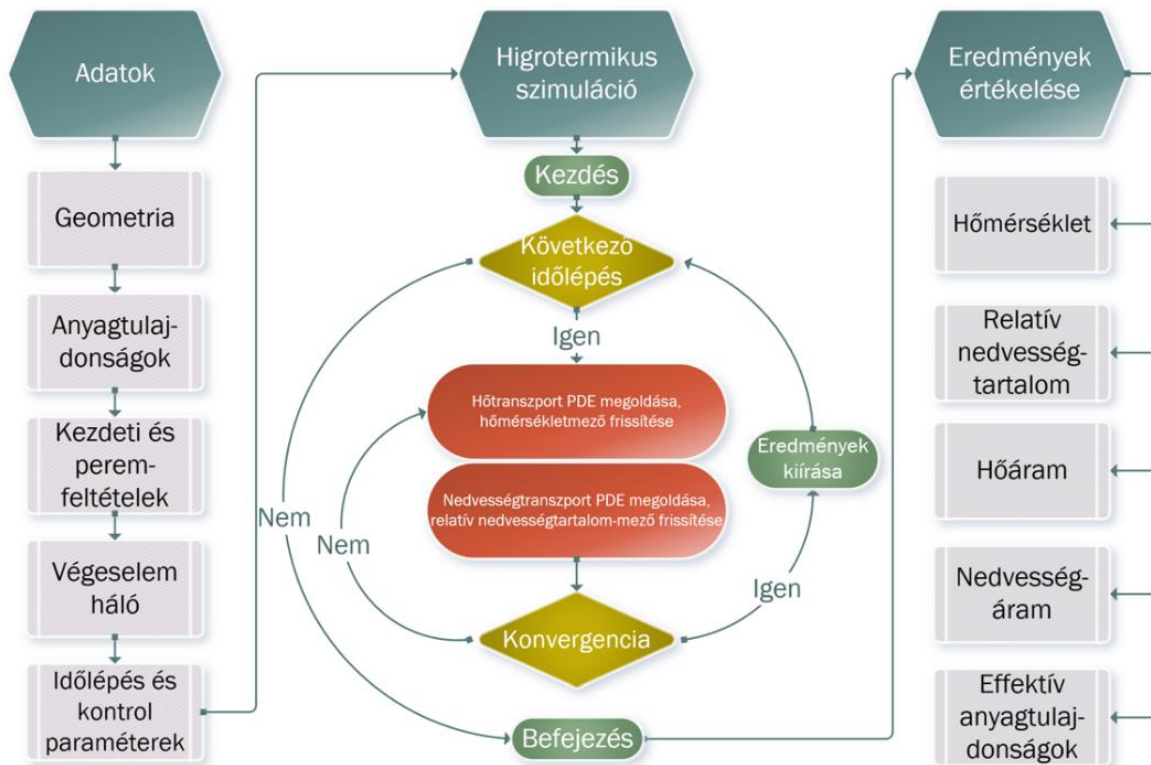 Adatok
Geometria
Anyagtulaj-
donságok
Kezdeti és
perem-
feltételek
Végeselem
háló
Időlépés és
kontrol
paraméterek
Higrotermikus
szimuláció
Kezdés
Következő
időlépés
Igen
Hőtranszport PDE megoldása,
hőmérsékletmező frissítése
Nedvességtranszport PDE megoldása,
relatív nedvességtartalom-mező frissítése
Nem
Nem
Konvergencia
Igen
Eredmények
kiírása
Befejezés
Eredmények
értékelése
Hőmérséklet
Relatív
nedvesség-
tartalom
Hőáram
Nedvesség-
áram
Effektív
anyagtulaj-
donságok